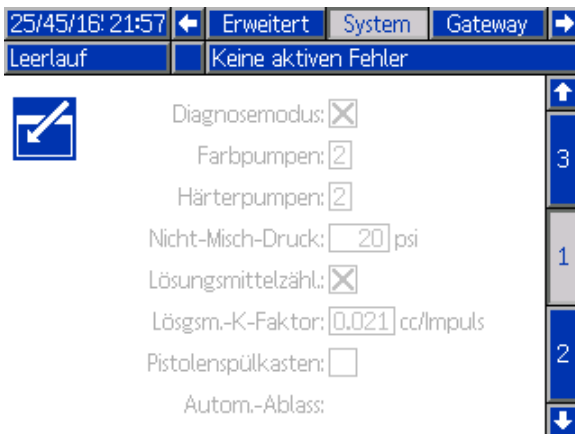 25/45/16 21:57 Erweitert System Gateway
Leerlauf Keine aktiven Fehler
Diagnosemodus:
Farbpumpen: 2
Härterpumpen: 2
Nicht-Misch-Druck: 20 psi
Lösungsmittelzähl.:
Lösgsm.-K-Faktor: 0.021 cc/Impuls
Pistolenspülkasten:
Autom.-Ablass:
3
1
2